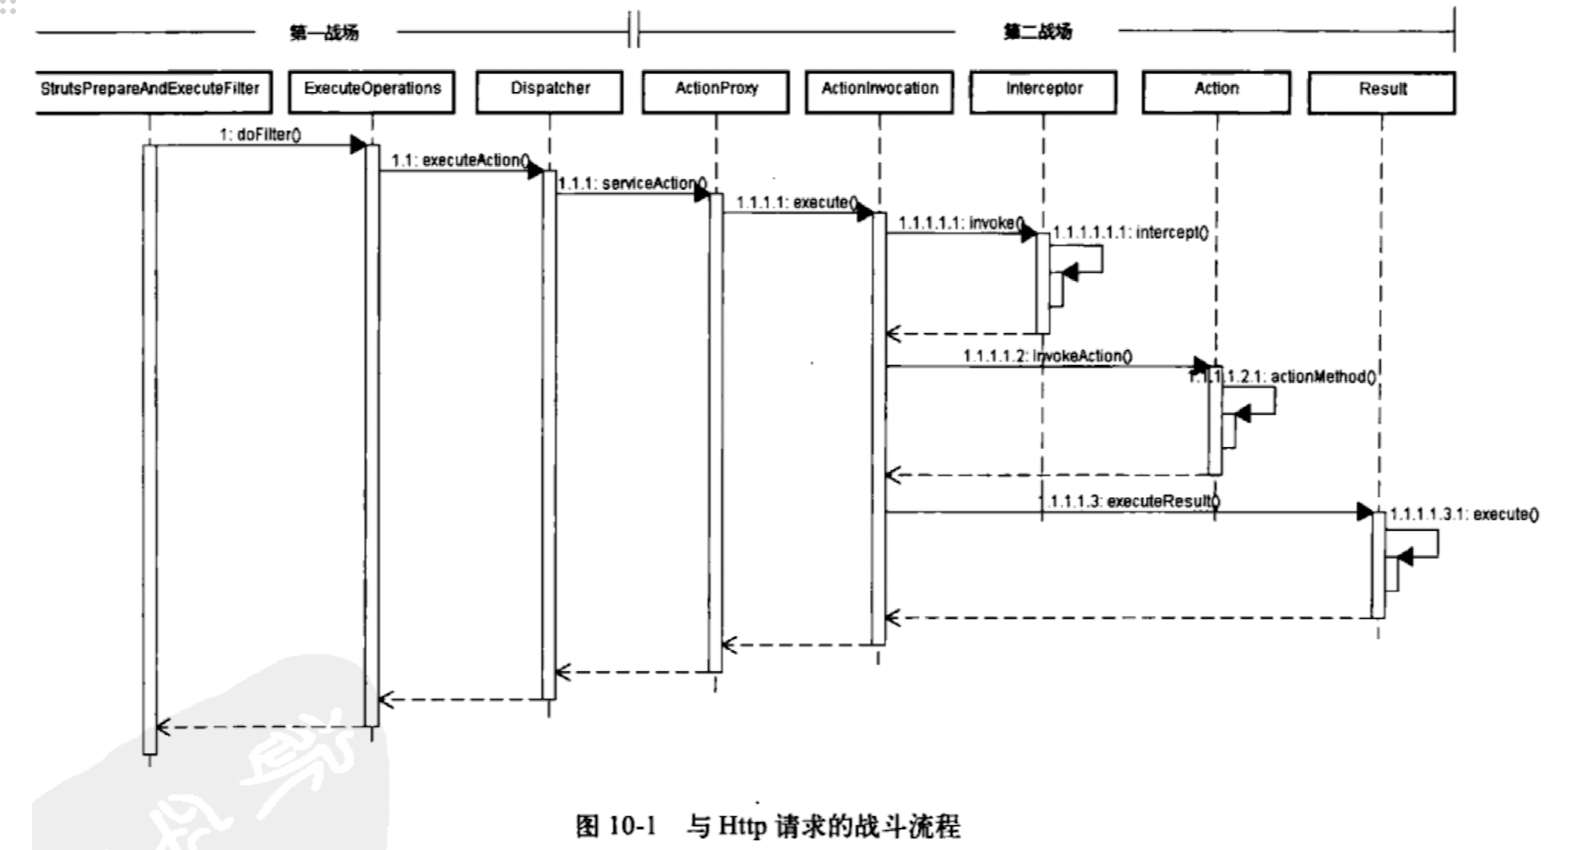 第一战场
第二战场
StrutsPrepareAndExecuteFilter
ExecuteOperations
Dispatcher
ActionProxy
ActionInvocation
Interceptor
Action
Result
1: doFilter()
1.1: executeAction()
1.1.1: serviceAction()
1.1.1.1: execute()
1.1.1.1.1: invoke()
1.1.1.1.1.1: intercept()
1.1.1.1.2: invokeAction()
1.1.1.1.2.1: actionMethod()
1.1.1.1.3: executeResult()
1.1.1.1.3.1: execute()
图 10-1 与 Http 请求的战斗流程